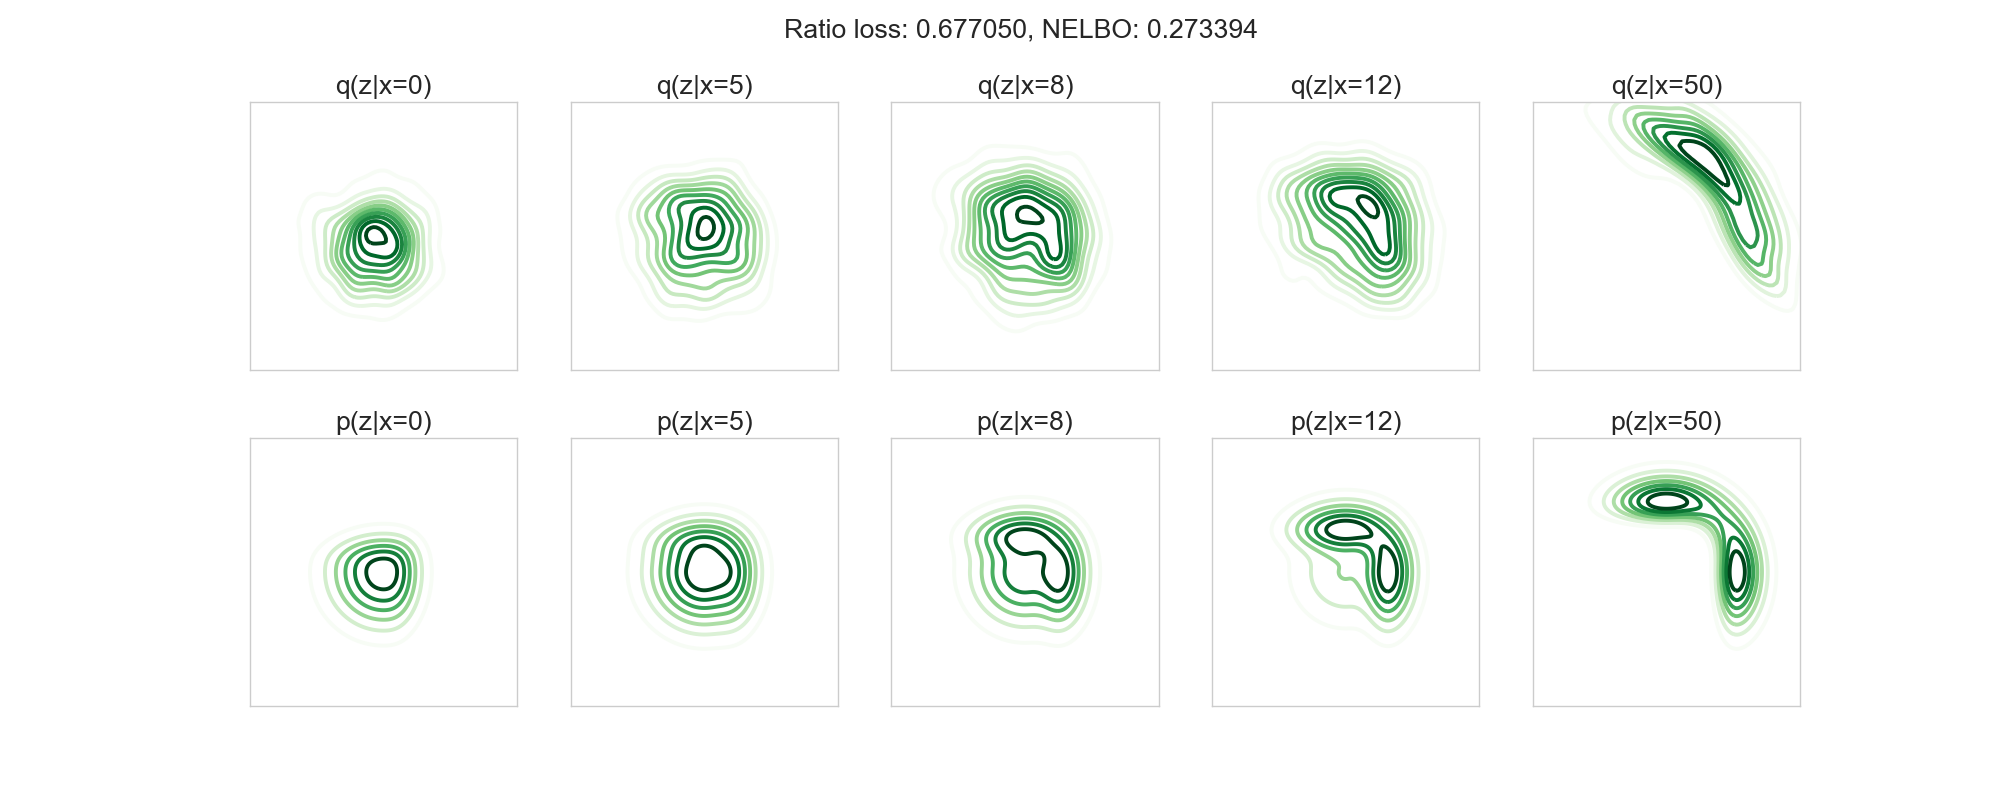 Ratio loss: 0.677050, NELBO: 0.273394
q(z|x=0) q(z|x=5) q(z|x=8) q(z|x=12) q(z|x=50)
p(z|x=0) p(z|x=5) p(z|x=8) p(z|x=12) p(z|x=50)